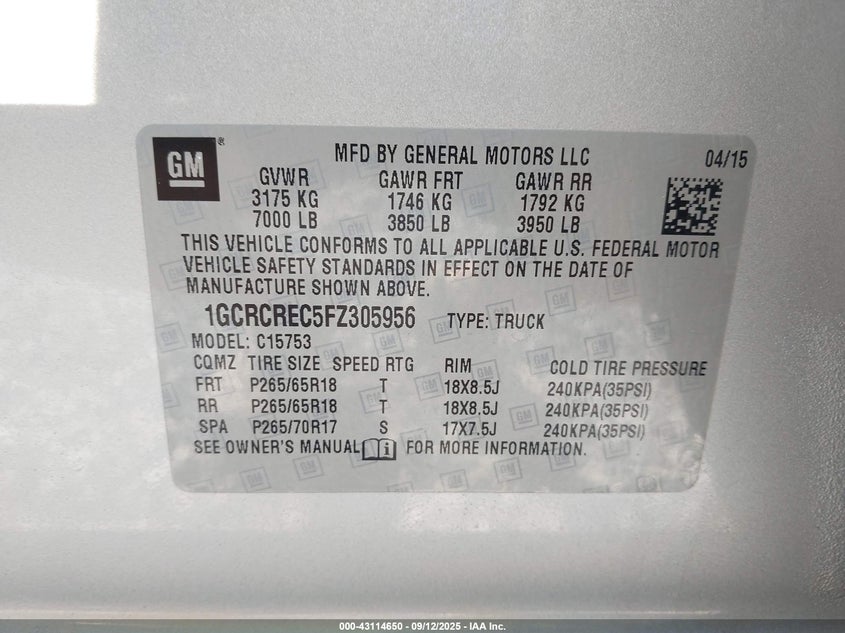 GM ®
MFD BY GENERAL MOTORS LLC 04/15
GVWR GAWR FRT GAWR RR
3175 KG 1746 KG 1792 KG
7000 LB 3850 LB 3950 LB
THIS VEHICLE CONFORMS TO ALL APPLICABLE U.S. FEDERAL MOTOR
VEHICLE SAFETY STANDARDS IN EFFECT ON THE DATE OF
MANUFACTURE SHOWN ABOVE.
1GCRCREC5FZ305956 TYPE: TRUCK
MODEL: C15753
CQMZ TIRE SIZE SPEED RTG RIM COLD TIRE PRESSURE
FRT P265/65R18 T 18X8.5J 240KPA(35PSI)
RR P265/65R18 T 18X8.5J 240KPA(35PSI)
SPA P265/70R17 S 17X7.5J 240KPA(35PSI)
SEE OWNER'S MANUAL i FOR MORE INFORMATION.
000-43114650 - 09/12/2025 - IAA Inc.